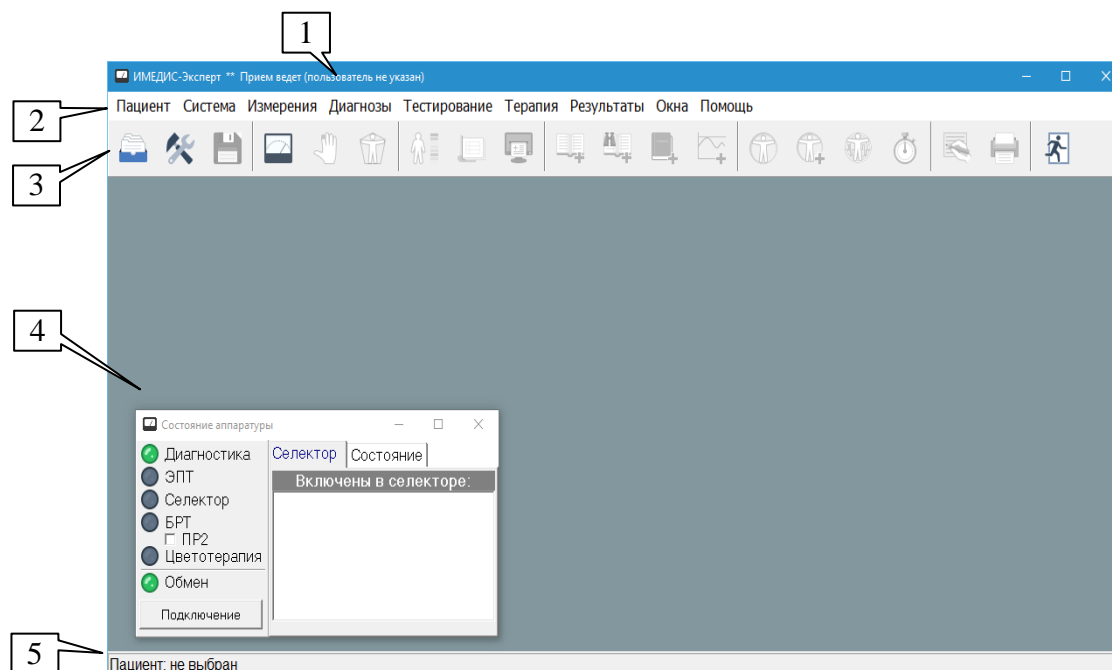 1
ИМЕДИС-Эксперт ** Прием ведет (пользователь не указан)
2
Пациент Система Измерения Диагнозы Тестирование Терапия Результаты Окна Помощь
3
4
Состояние аппаратуры
Диагностика
ЭПТ
Селектор
БРТ
ПР2
Цветотерапия
Обмен
Подключение
Селектор Состояние
Включены в селекторе:
5
Пациент: не выбран